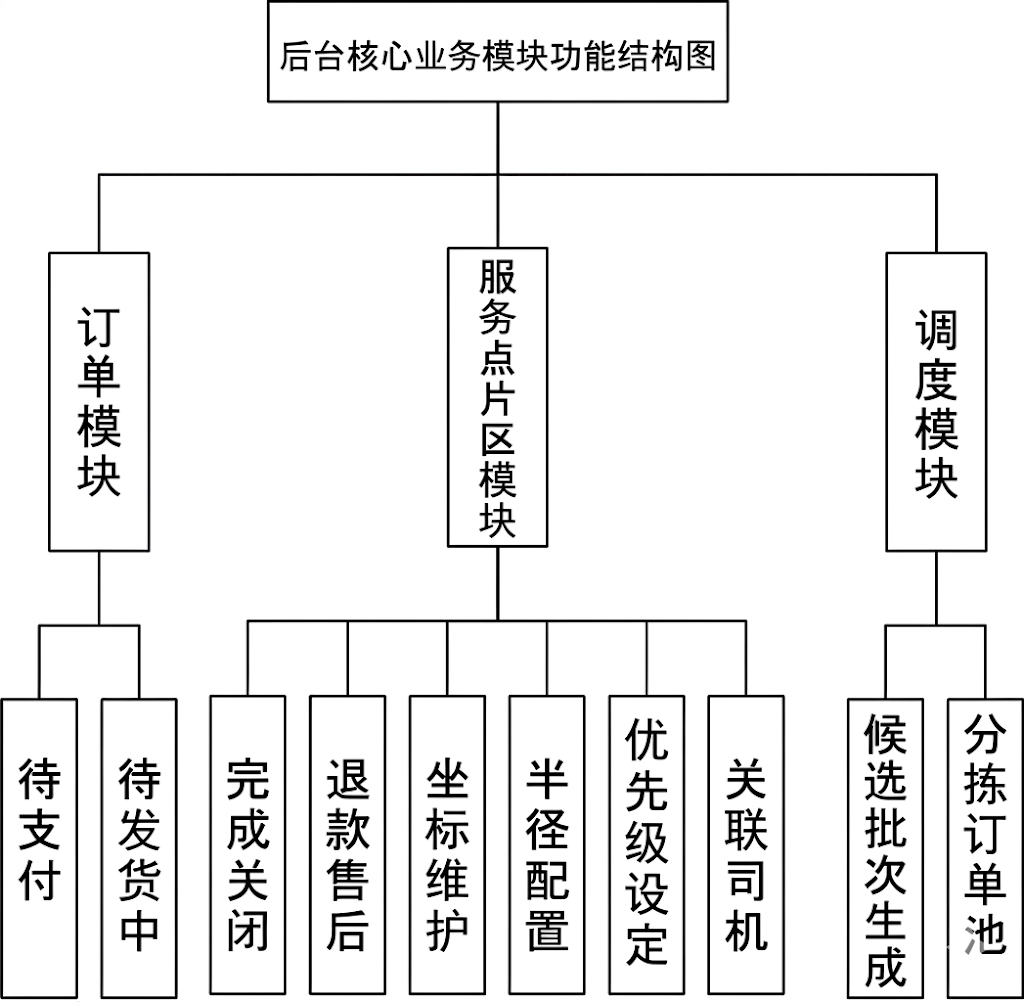 后台核心业务模块功能结构图
订单模块
服务点片区模块
调度模块
待支付
待发货中
完成关闭
退款售后
坐标维护
半径配置
优先级设定
关联司机
候选批次生成
分拣订单池